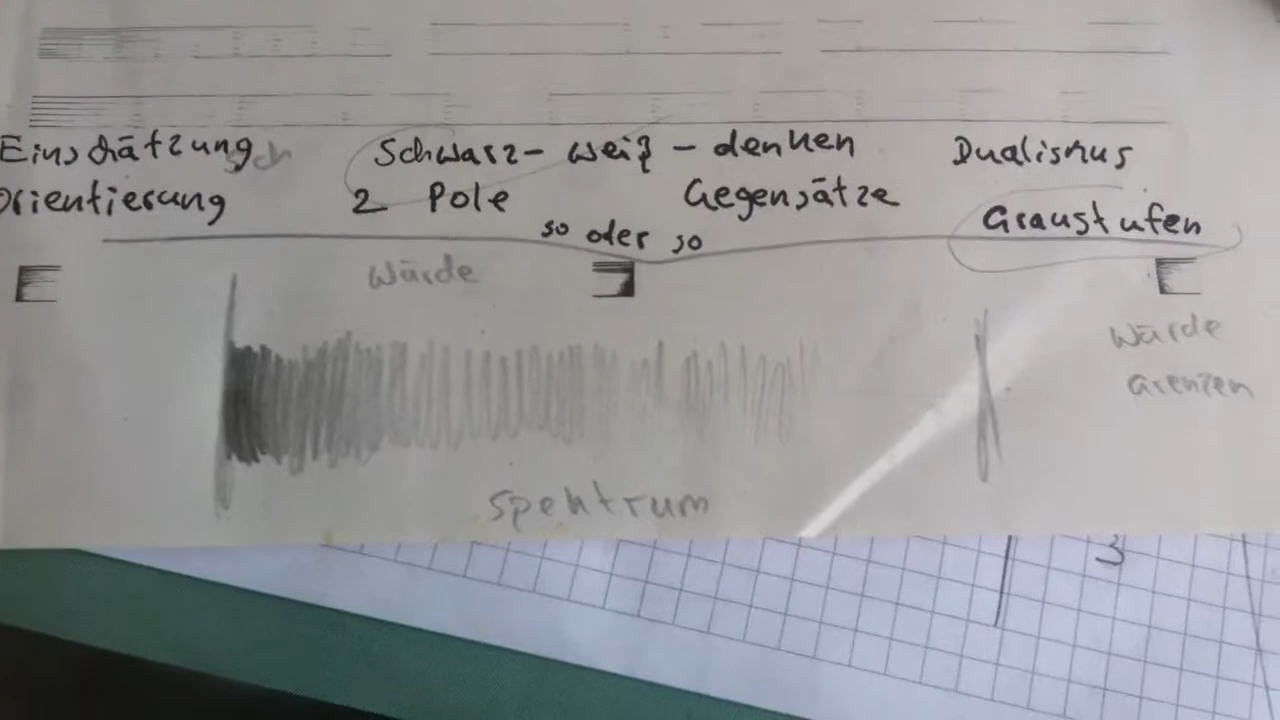 Einschätzung Schwarz-weiß-denken Dualismus
Orientierung 2 Pole Gegensätze Graustufen
so oder so
Würde
Würde
Grenzen
Spektrum
3